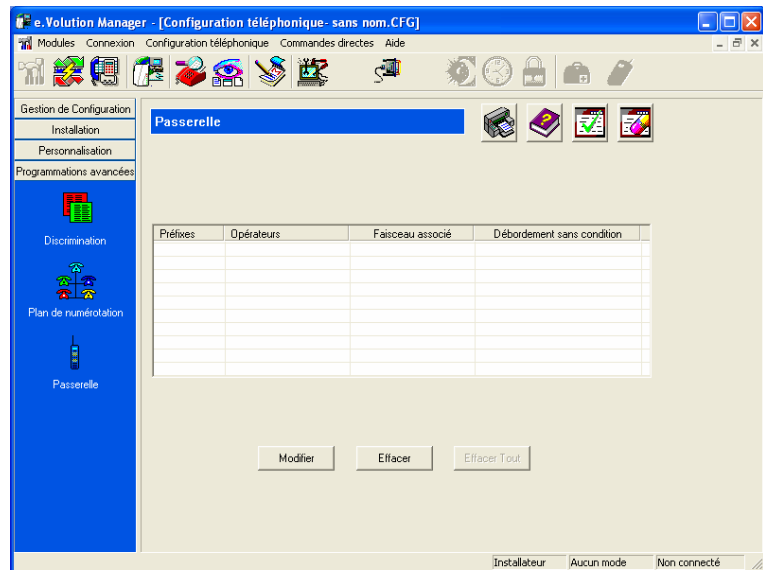 e.Volution Manager - [Configuration téléphonique- sans nom.CFG]
Modules Connexion Configuration téléphonique Commandes directes Aide
Gestion de Configuration
Installation
Personnalisation
Programmations avancées
Discrimination
Plan de numérotation
Passerelle
Passerelle
Préfixes Opérateurs Faisceau associé Débordement sans condition
Modifier Effacer Effacer Tout
Installateur Aucun mode Non connecté